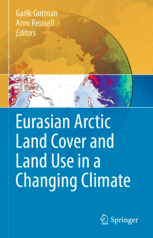 Garik Gutman
Anni Reissell
Editors
Eurasian Arctic
Land Cover and
Land Use in a
Changing Climate
Springer